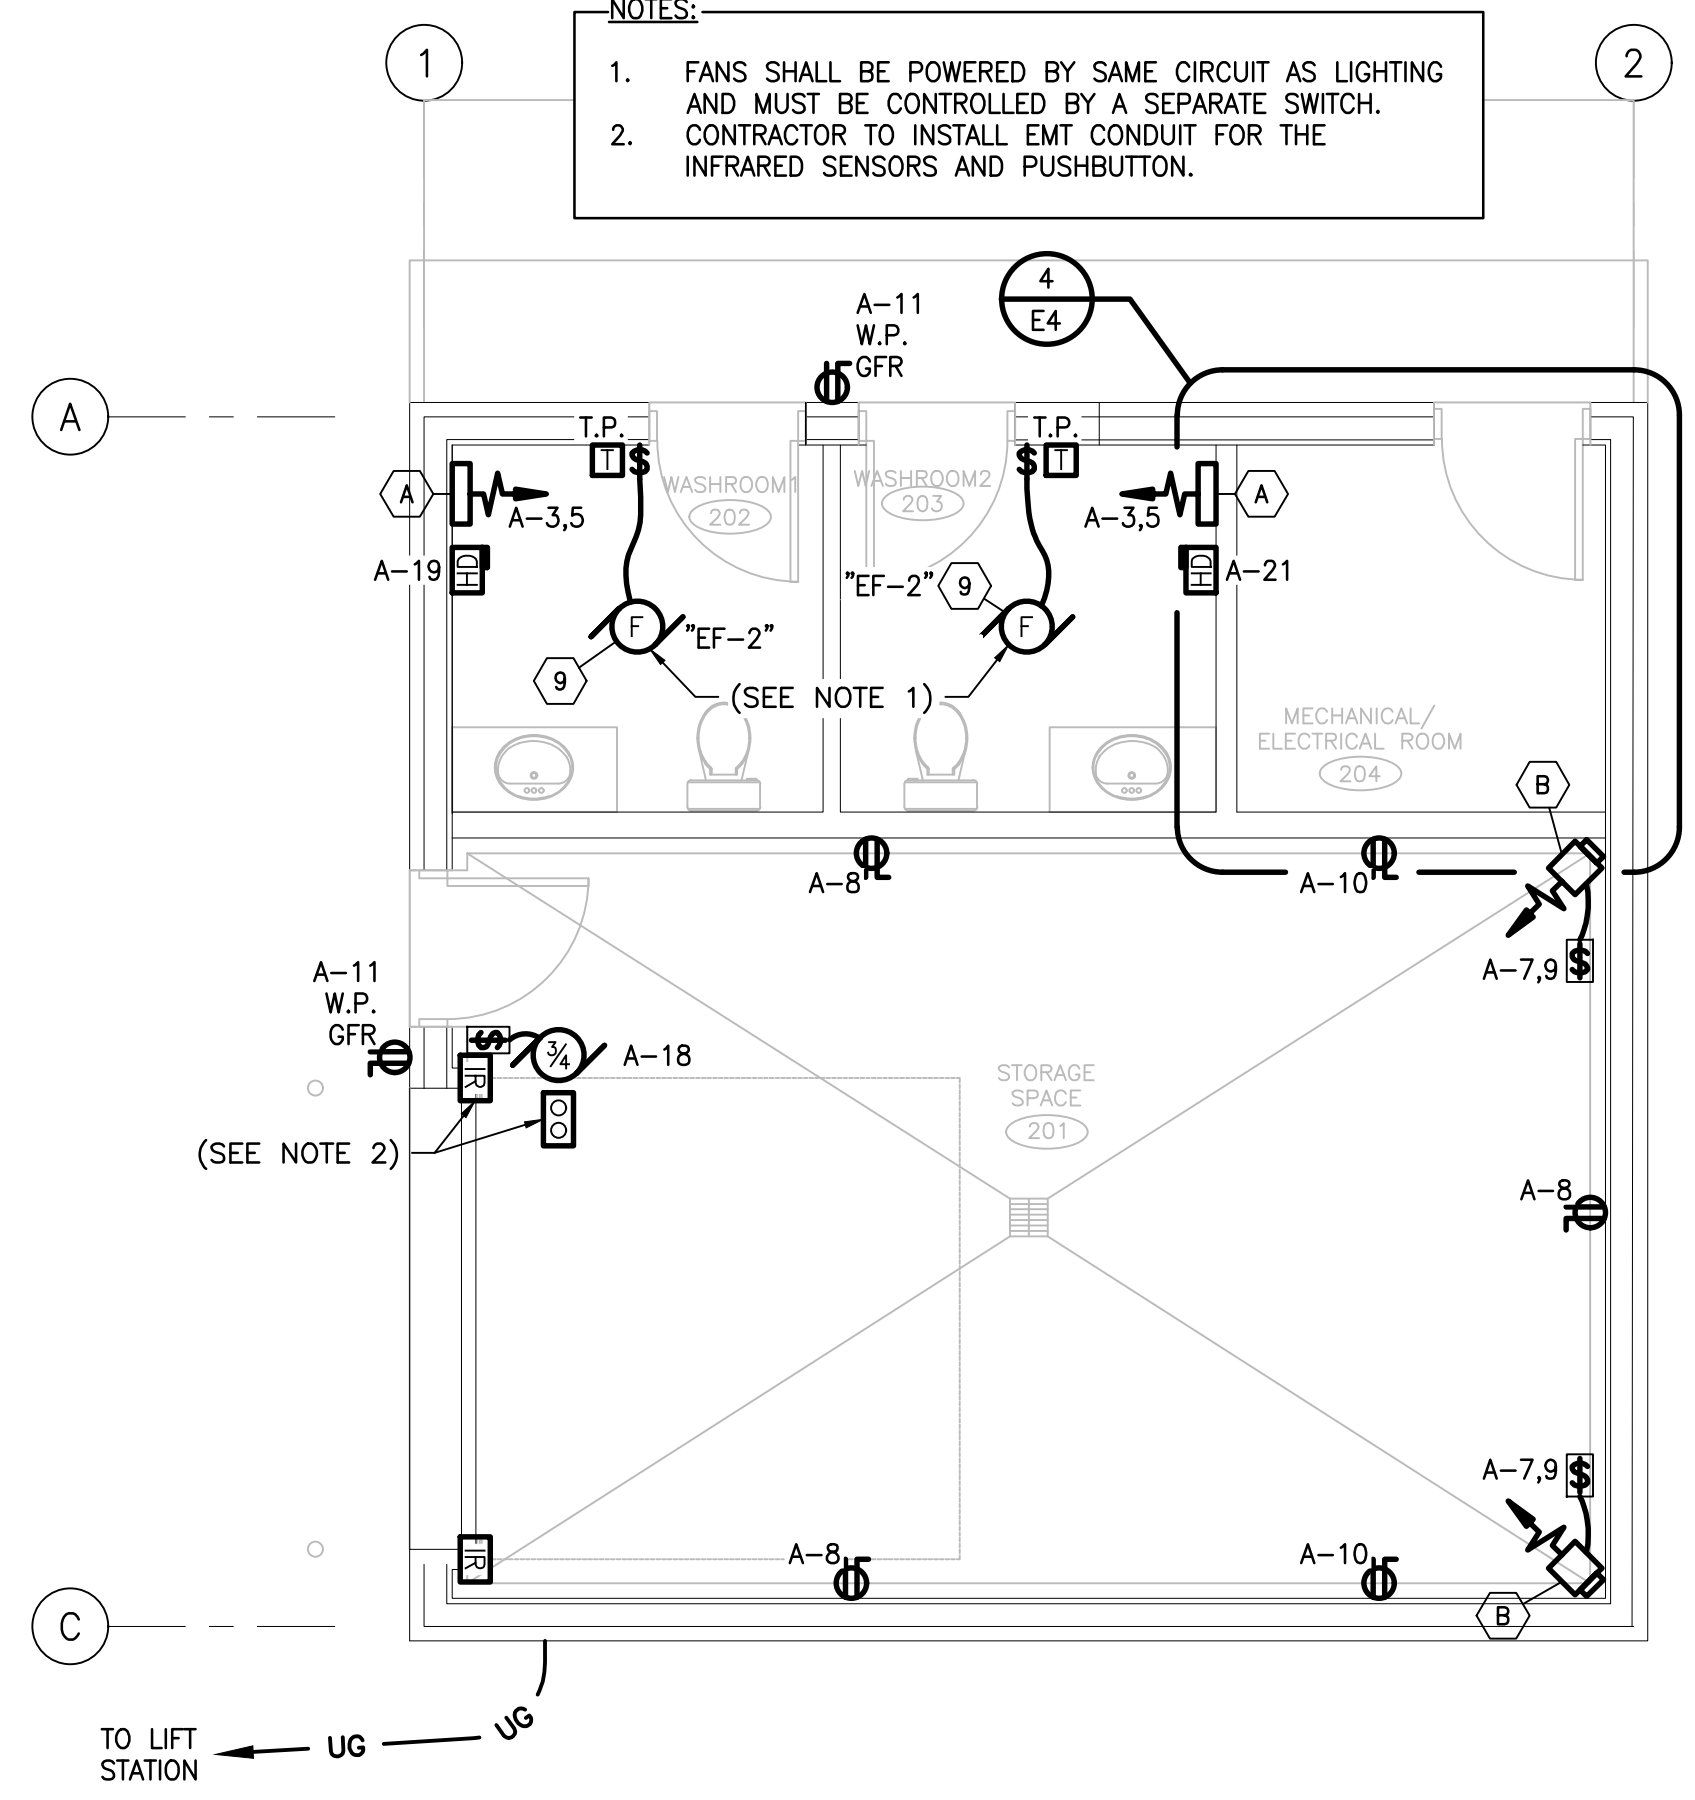 NOTES:
1. FANS SHALL BE POWERED BY SAME CIRCUIT AS LIGHTING
AND MUST BE CONTROLLED BY A SEPARATE SWITCH.
2. CONTRACTOR TO INSTALL EMT CONDUIT FOR THE
INFRARED SENSORS AND PUSHBUTTON.
1
2
4
E4
A-11
W.P.
GFR
A
T.P.
T
$
T.P.
$
T
A
A-3,5
WASHROOM1
202
WASHROOM2
203
A-3,5
A
A-19
HD
"EF-2"
9
HD
A-21
F
"EF-2"
F
9
(SEE NOTE 1)
MECHANICAL/
ELECTRICAL ROOM
204
B
A-8
A-10
A-7,9
$
A-11
W.P.
GFR
$
3/4
A-18
IR
STORAGE
SPACE
201
(SEE NOTE 2)
A-8
A-7,9
$
IR
A-8
A-10
B
C
UG
UG
TO LIFT
STATION